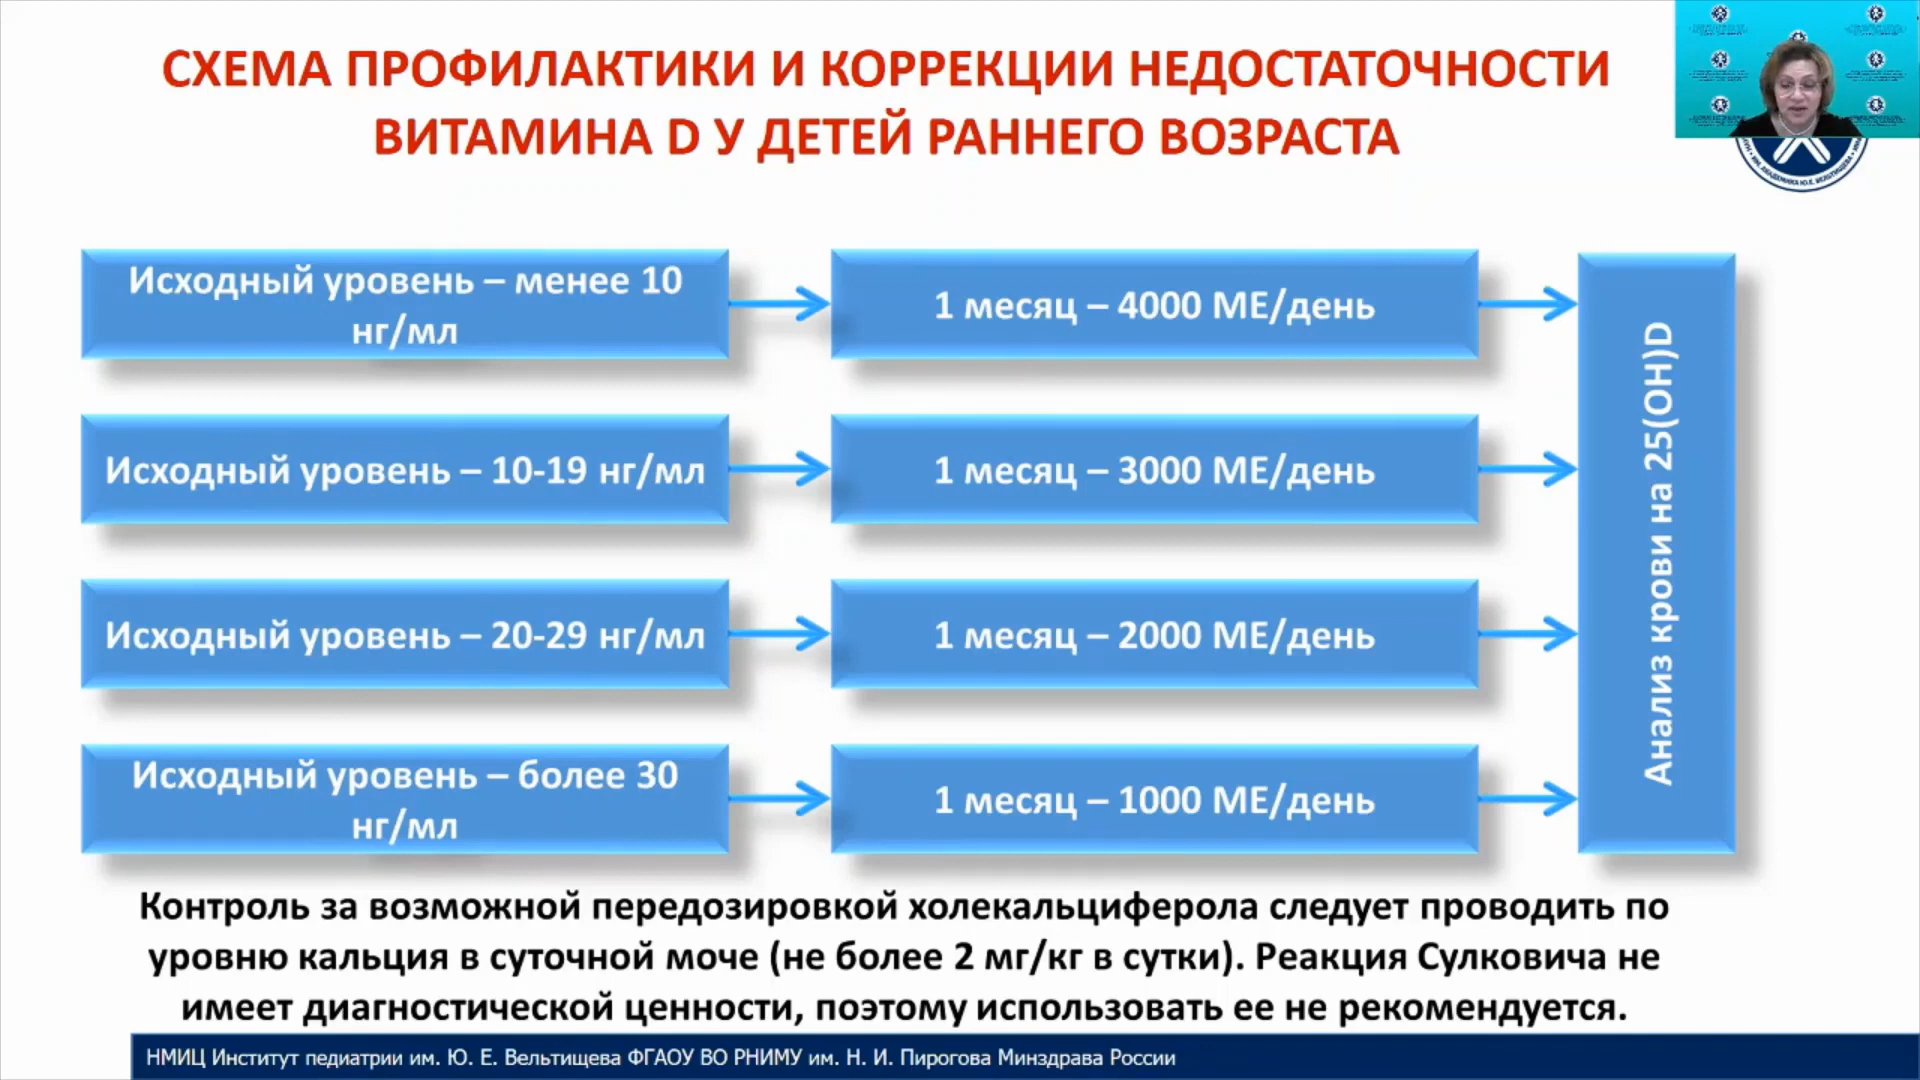 СХЕМА ПРОФИЛАКТИКИ И КОРРЕКЦИИ НЕДОСТАТОЧНОСТИ
ВИТАМИНА D У ДЕТЕЙ РАННЕГО ВОЗРАСТА
Исходный уровень – менее 10
нг/мл
1 месяц – 4000 МЕ/день
Исходный уровень – 10-19 нг/мл
1 месяц – 3000 МЕ/день
Исходный уровень – 20-29 нг/мл
1 месяц – 2000 МЕ/день
Исходный уровень – более 30
нг/мл
1 месяц – 1000 МЕ/день
Анализ крови на 25(OH)D
Контроль за возможной передозировкой холекальциферола следует проводить по
уровню кальция в суточной моче (не более 2 мг/кг в сутки). Реакция Сулковича не
имеет диагностической ценности, поэтому использовать ее не рекомендуется.
НМИЦ Институт педиатрии им. Ю. Е. Вельтищева ФГАОУ ВО РНИМУ им. Н. И. Пирогова Минздрава России